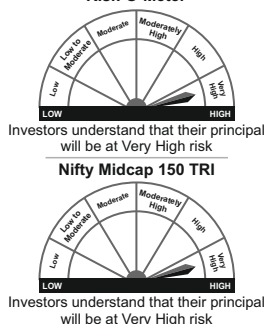 Low
Low to
Moderate
Moderate
Moderately
High
High
Very
High
LOW HIGH
Investors understand that their principal
will be at Very High risk
Nifty Midcap 150 TRI
Low
Low to
Moderate
Moderate
Moderately
High
High
Very
High
LOW HIGH
Investors understand that their principal
will be at Very High risk